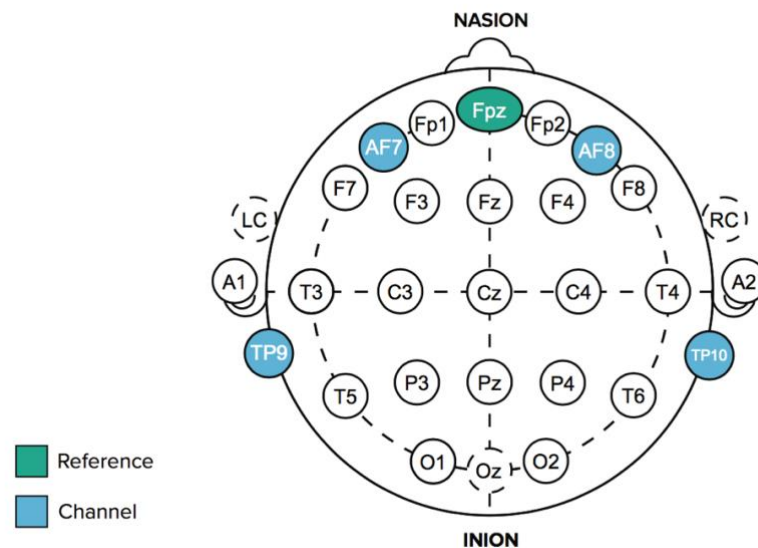 NASION
Fp1 Fpz Fp2
AF7 AF8
F7 F3 Fz F4 F8
LC RC
A1 T3 C3 Cz C4 T4 A2
TP9 TP10
T5 P3 Pz P4 T6
O1 Oz O2
Reference
Channel
INION